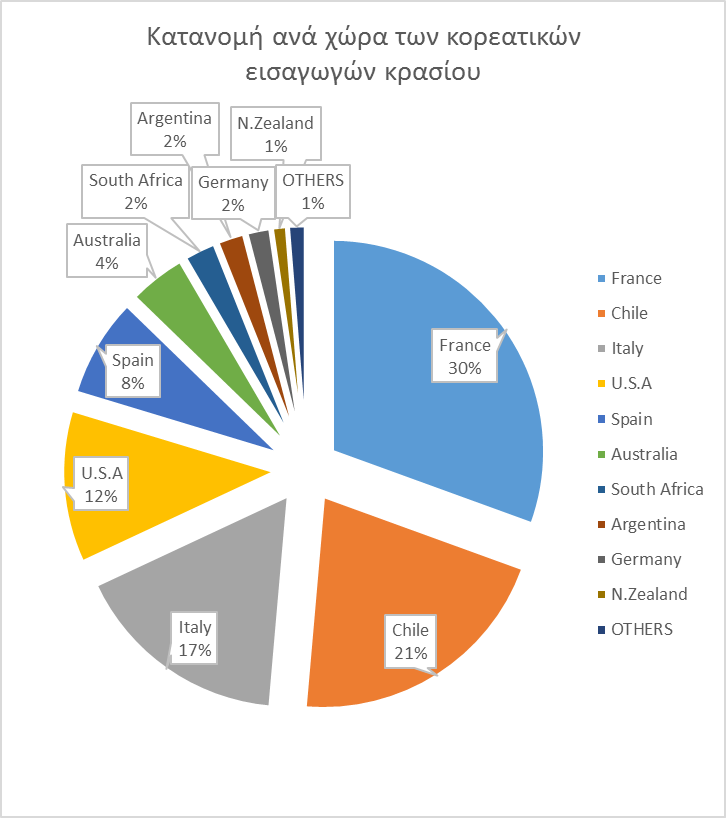 Κατανομή ανά χώρα των κορεατικών
εισαγωγών κρασίου
Argentina
2%
N.Zealand
1%
South Africa
2%
Germany
2%
OTHERS
1%
Australia
4%
Spain
8%
France
30%
U.S.A
12%
Italy
17%
Chile
21%
France
Chile
Italy
U.S.A
Spain
Australia
South Africa
Argentina
Germany
N.Zealand
OTHERS